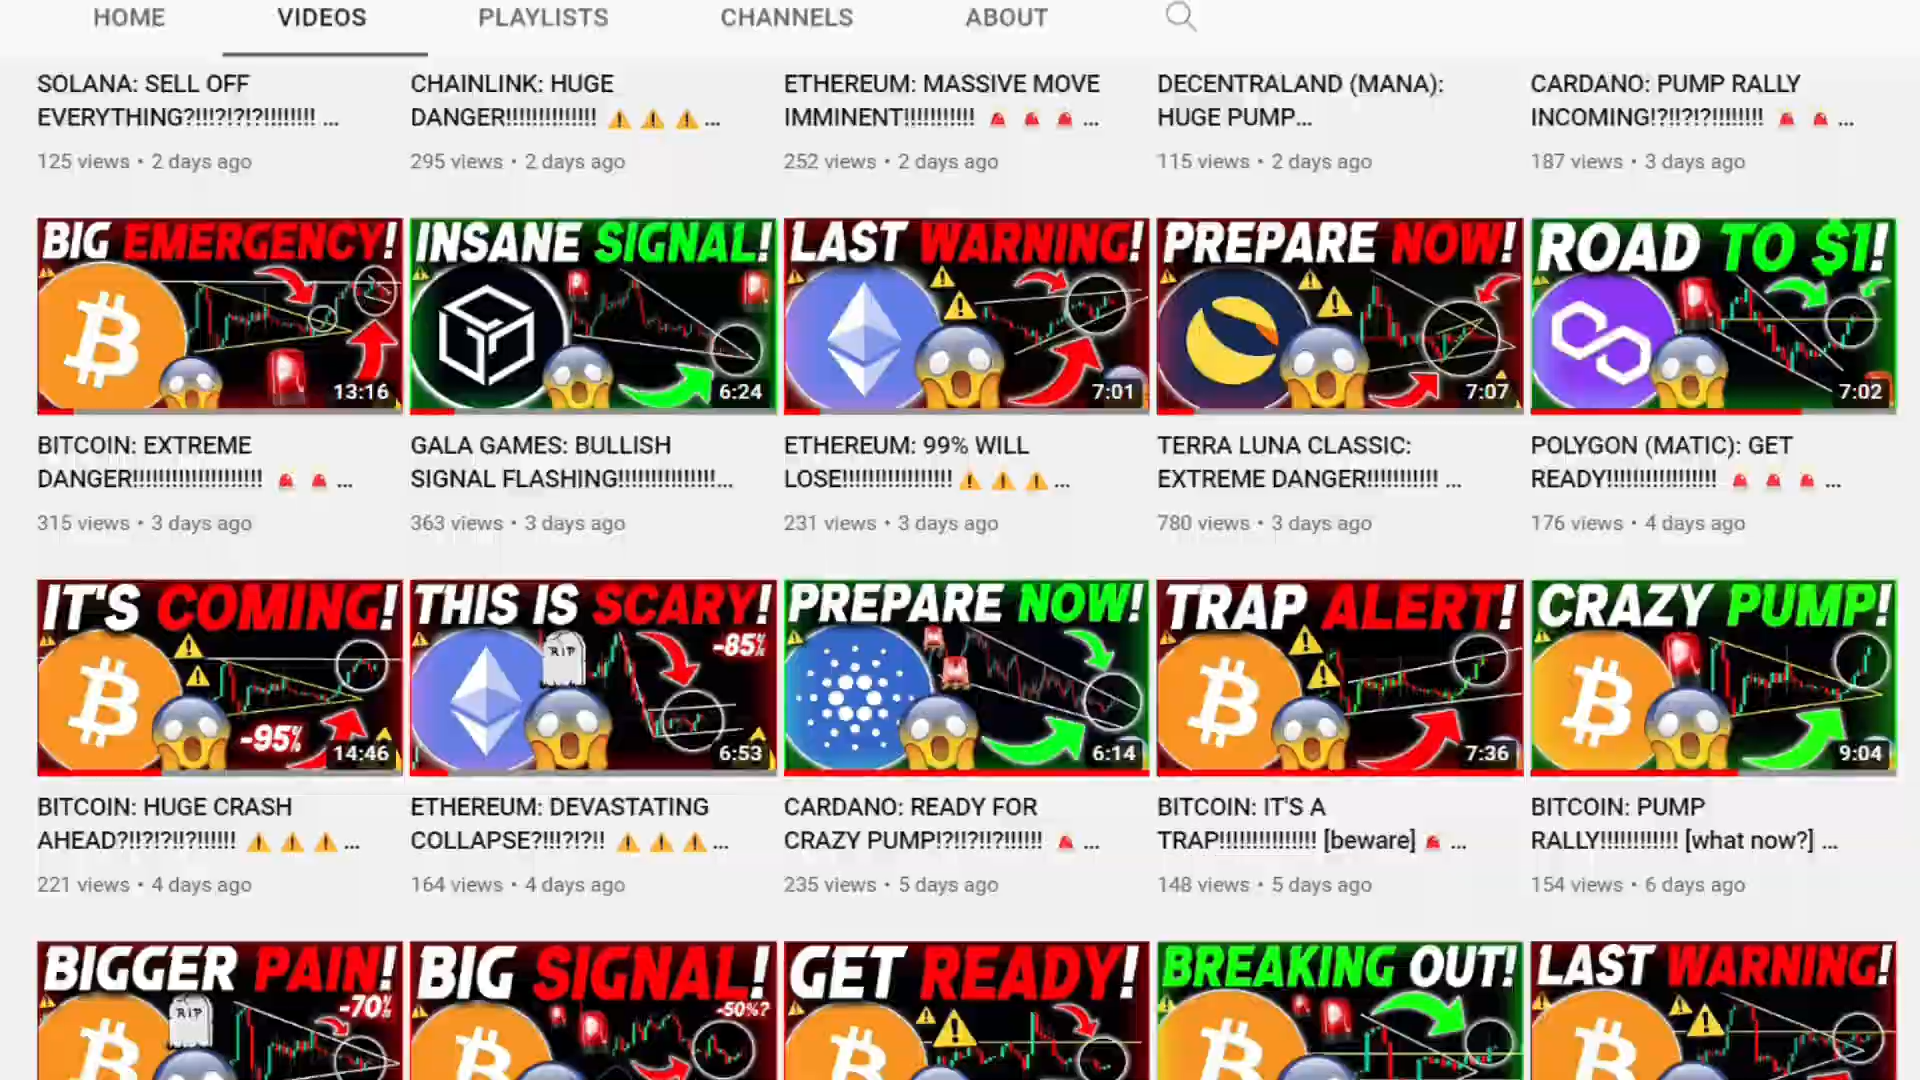 HOME VIDEOS PLAYLISTS CHANNELS ABOUT
SOLANA: SELL OFF
EVERYTHING?!!!?!?!?!!!!!!!! ...
125 views • 2 days ago
CHAINLINK: HUGE
DANGER!!!!!!!!!!!!!! ⚠️ ⚠️ ⚠️ ...
295 views • 2 days ago
ETHEREUM: MASSIVE MOVE
IMMINENT!!!!!!!!!!! 🚨 🚨 🚨 ...
252 views • 2 days ago
DECENTRALAND (MANA):
HUGE PUMP...
115 views • 2 days ago
CARDANO: PUMP RALLY
INCOMING!?!!?!?!!!!!!!! 🚨 🚨 ...
187 views • 3 days ago
BIG EMERGENCY!
13:16
BITCOIN: EXTREME
DANGER!!!!!!!!!!!!!!!!!!!! 🚨 🚨 ...
315 views • 3 days ago
INSANE SIGNAL!
6:24
GALA GAMES: BULLISH
SIGNAL FLASHING!!!!!!!!!!!!!!!...
363 views • 3 days ago
LAST WARNING!
7:01
ETHEREUM: 99% WILL
LOSE!!!!!!!!!!!!!!!!! ⚠️ ⚠️ ⚠️ ...
231 views • 3 days ago
PREPARE NOW!
7:07
TERRA LUNA CLASSIC:
EXTREME DANGER!!!!!!!!!!! ...
780 views • 3 days ago
ROAD TO $1!
7:02
POLYGON (MATIC): GET
READY!!!!!!!!!!!!!!!!! 🚨 🚨 🚨 ...
176 views • 4 days ago
IT'S COMING!
-95%
14:46
BITCOIN: HUGE CRASH
AHEAD?!!?!?!!?!!!!!! ⚠️ ⚠️ ⚠️ ...
221 views • 4 days ago
THIS IS SCARY!
RIP
-85%
6:53
ETHEREUM: DEVASTATING
COLLAPSE?!!!?!?!! ⚠️ ⚠️ ⚠️ ...
164 views • 4 days ago
PREPARE NOW!
6:14
CARDANO: READY FOR
CRAZY PUMP!?!!?!!?!!!!!! 🚨 ...
235 views • 5 days ago
TRAP ALERT!
7:36
BITCOIN: IT'S A
TRAP!!!!!!!!!!!!!!! [beware] 🚨 ...
148 views • 5 days ago
CRAZY PUMP!
9:04
BITCOIN: PUMP
RALLY!!!!!!!!!!!! [what now?] ...
154 views • 6 days ago
BIGGER PAIN!
RIP
-70%
BIG SIGNAL!
-50%?
GET READY!
BREAKING OUT!
LAST WARNING!